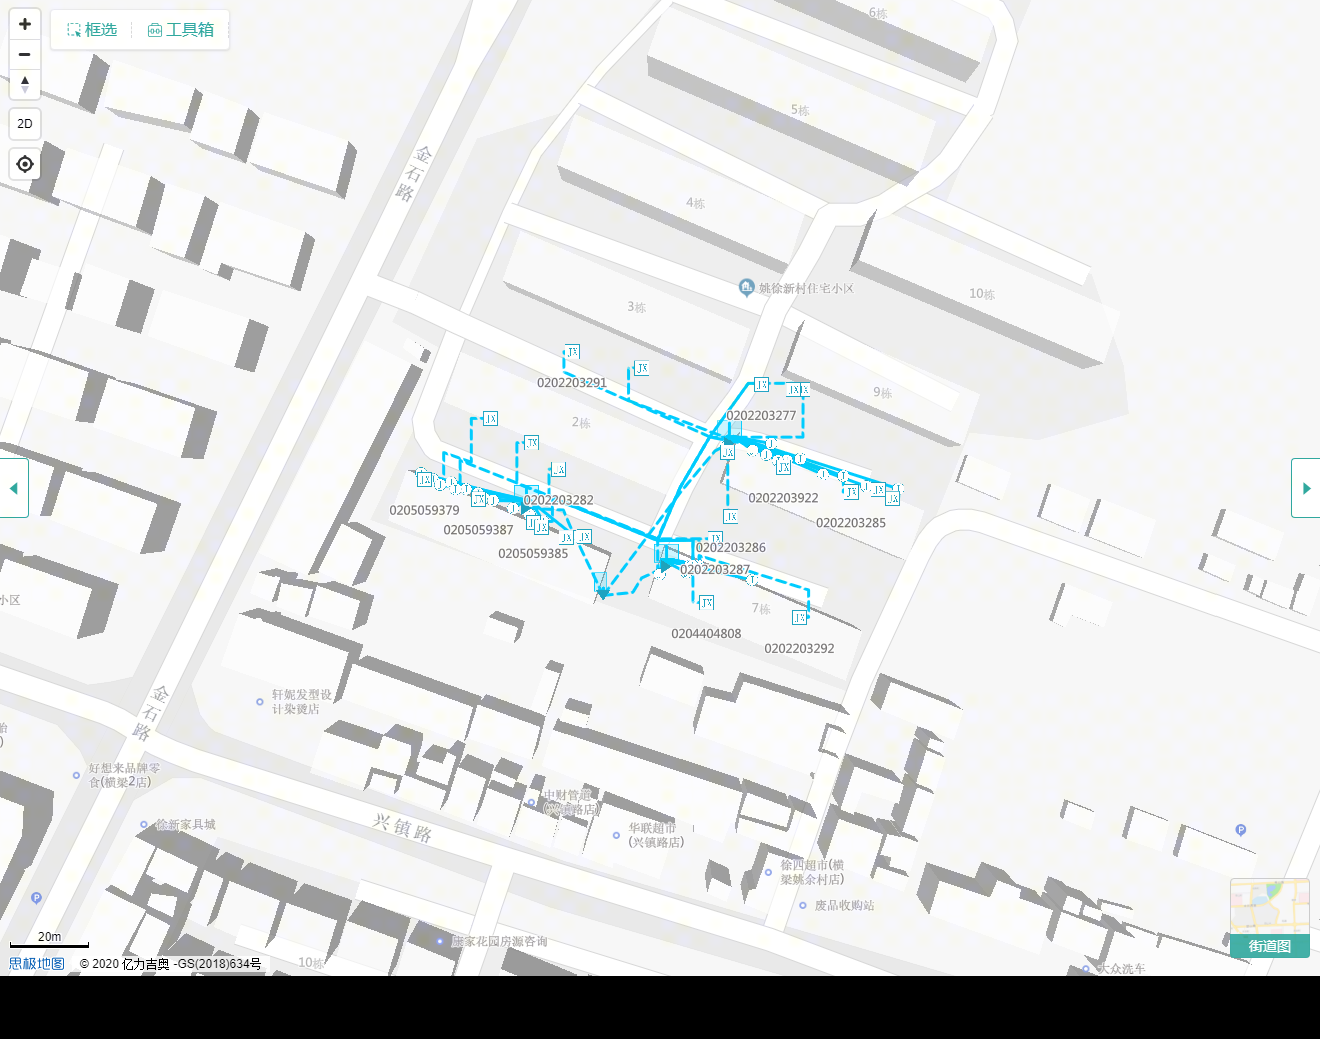 框选
工具箱
2D
6栋
5栋
4栋
3栋
2栋
10栋
9栋
7栋
金石路
姚徐新村住宅小区
JX
JX
0202203291
JX
JX
0202203277
JX
JX
JX
JX
JX
0202203922
JX
JX
JX
0202203285
JX
JX
0205059379
0202203282
0205059387
0205059385
JX
JX
JX
JX
0202203286
0202203287
JX
0204404808
JX
0202203292
小区
轩妮发型设
计染烫店
金石路
好想来品牌零
食(横梁2店)
徐新家具城
兴镇路
中财管道
(兴镇路店)
华联超市
(兴镇路店)
徐四超市(横
梁姚余村店)
废品收购站
康家花园房源咨询
10栋
大众洗车
P
P
街道图
20m
思极地图
© 2020 亿力吉奥 -GS(2018)634号